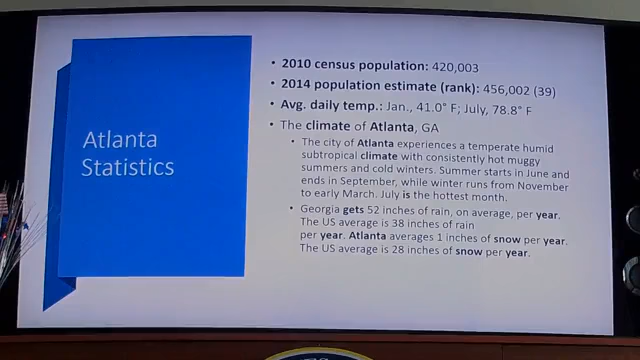 Atlanta
Statistics
• 2010 census population: 420,003
• 2014 population estimate (rank): 456,002 (39)
• Avg. daily temp.: Jan., 41.0° F; July, 78.8° F
• The climate of Atlanta, GA
• The city of Atlanta experiences a temperate humid
subtropical climate with consistently hot muggy
summers and cold winters. Summer starts in June and
ends in September, while winter runs from November
to early March. July is the hottest month.
• Georgia gets 52 inches of rain, on average, per year.
The US average is 38 inches of rain
per year. Atlanta averages 1 inches of snow per year.
The US average is 28 inches of snow per year.